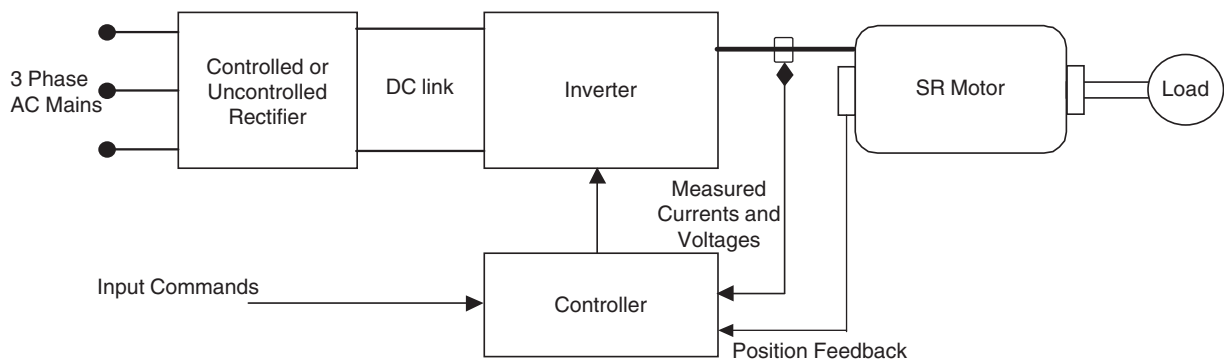 3 Phase
AC Mains
Controlled or
Uncontrolled
Rectifier
DC link
Inverter
SR Motor
Load
Measured
Currents and
Voltages
Input Commands
Controller
Position Feedback